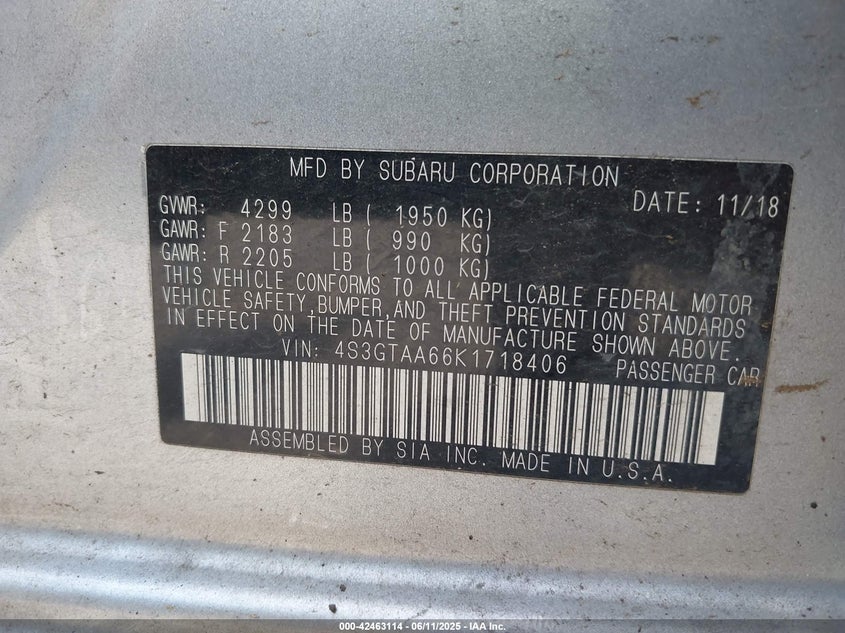 MFD BY SUBARU CORPORATION
DATE: 11/18
GVWR: 4299 LB ( 1950 KG)
GAWR: F 2183 LB ( 990 KG)
GAWR: R 2205 LB ( 1000 KG)
THIS VEHICLE CONFORMS TO ALL APPLICABLE FEDERAL MOTOR
VEHICLE SAFETY,BUMPER,AND THEFT PREVENTION STANDARDS
IN EFFECT ON THE DATE OF MANUFACTURE SHOWN ABOVE.
VIN: 4S3GTAA66K1718406 PASSENGER CAR
ASSEMBLED BY SIA INC. MADE IN U.S.A.
000-42463114 - 06/11/2025 - IAA Inc.